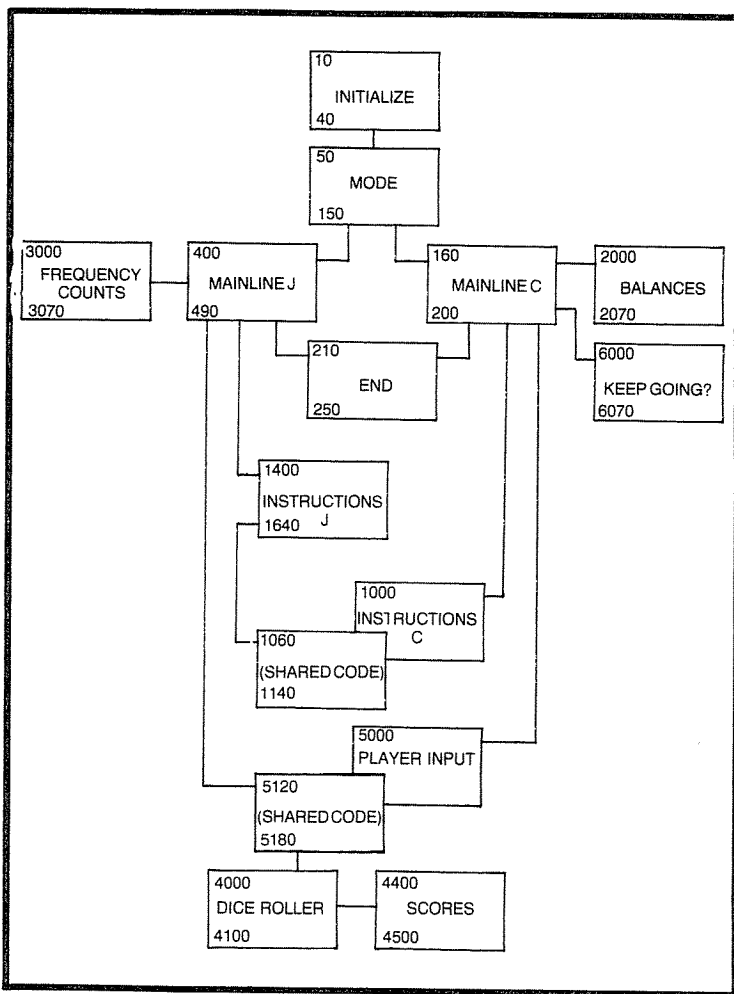 10
INITIALIZE
40
50
MODE
150
3000
FREQUENCY
COUNTS
3070
400
MAINLINE J
490
160
MAINLINE C
200
2000
BALANCES
2070
210
END
250
6000
KEEP GOING?
6070
1400
INSTRUCTIONS
J
1640
1000
INSTRUCTIONS
C
1060
(SHARED CODE)
1140
5000
PLAYER INPUT
5120
(SHARED CODE)
5180
4000
DICE ROLLER
4100
4400
SCORES
4500